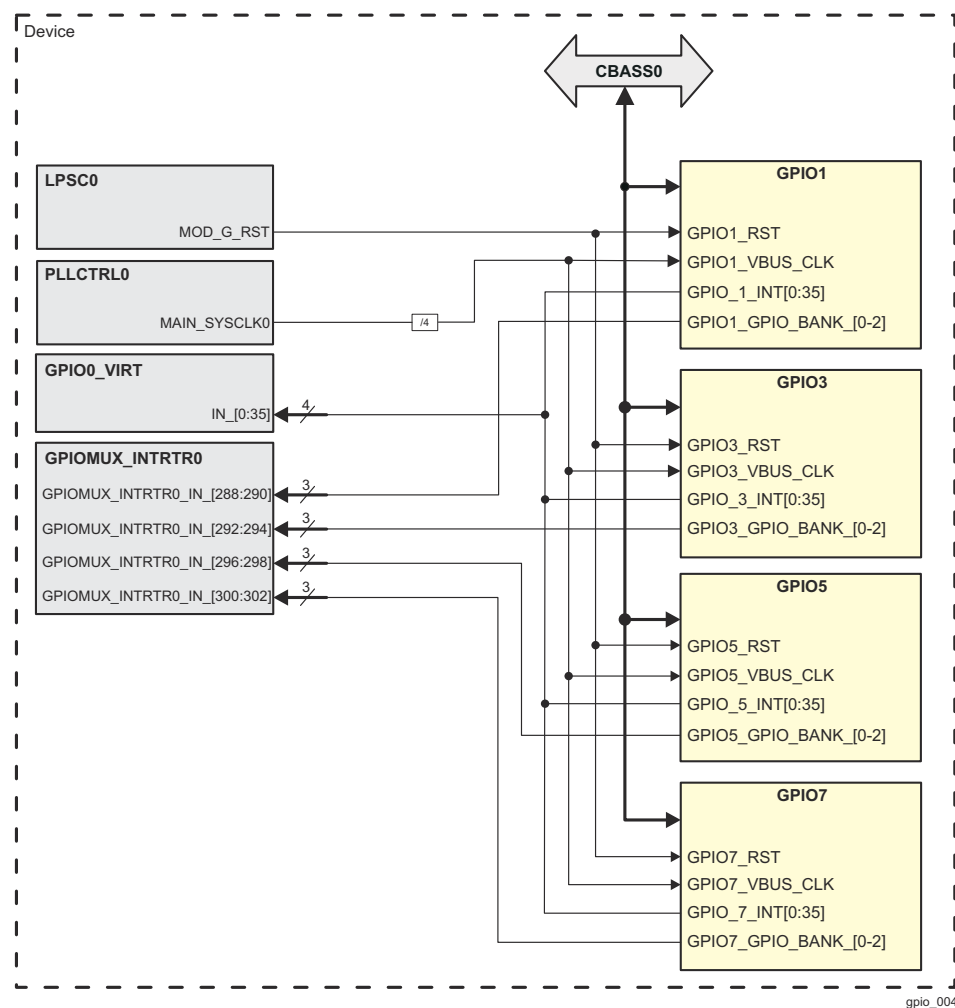 Device
CBASS0
LPSC0
MOD_G_RST
PLLCTRL0
MAIN_SYSCLK0
/4
GPIO0_VIRT
IN_[0:35]
4
GPIOMUX_INTRTR0
GPIOMUX_INTRTR0_IN_[288:290]
3
GPIOMUX_INTRTR0_IN_[292:294]
3
GPIOMUX_INTRTR0_IN_[296:298]
3
GPIOMUX_INTRTR0_IN_[300:302]
3
GPIO1
GPIO1_RST
GPIO1_VBUS_CLK
GPIO_1_INT[0:35]
GPIO1_GPIO_BANK_[0-2]
GPIO3
GPIO3_RST
GPIO3_VBUS_CLK
GPIO_3_INT[0:35]
GPIO3_GPIO_BANK_[0-2]
GPIO5
GPIO5_RST
GPIO5_VBUS_CLK
GPIO_5_INT[0:35]
GPIO5_GPIO_BANK_[0-2]
GPIO7
GPIO7_RST
GPIO7_VBUS_CLK
GPIO_7_INT[0:35]
GPIO7_GPIO_BANK_[0-2]
gpio_004